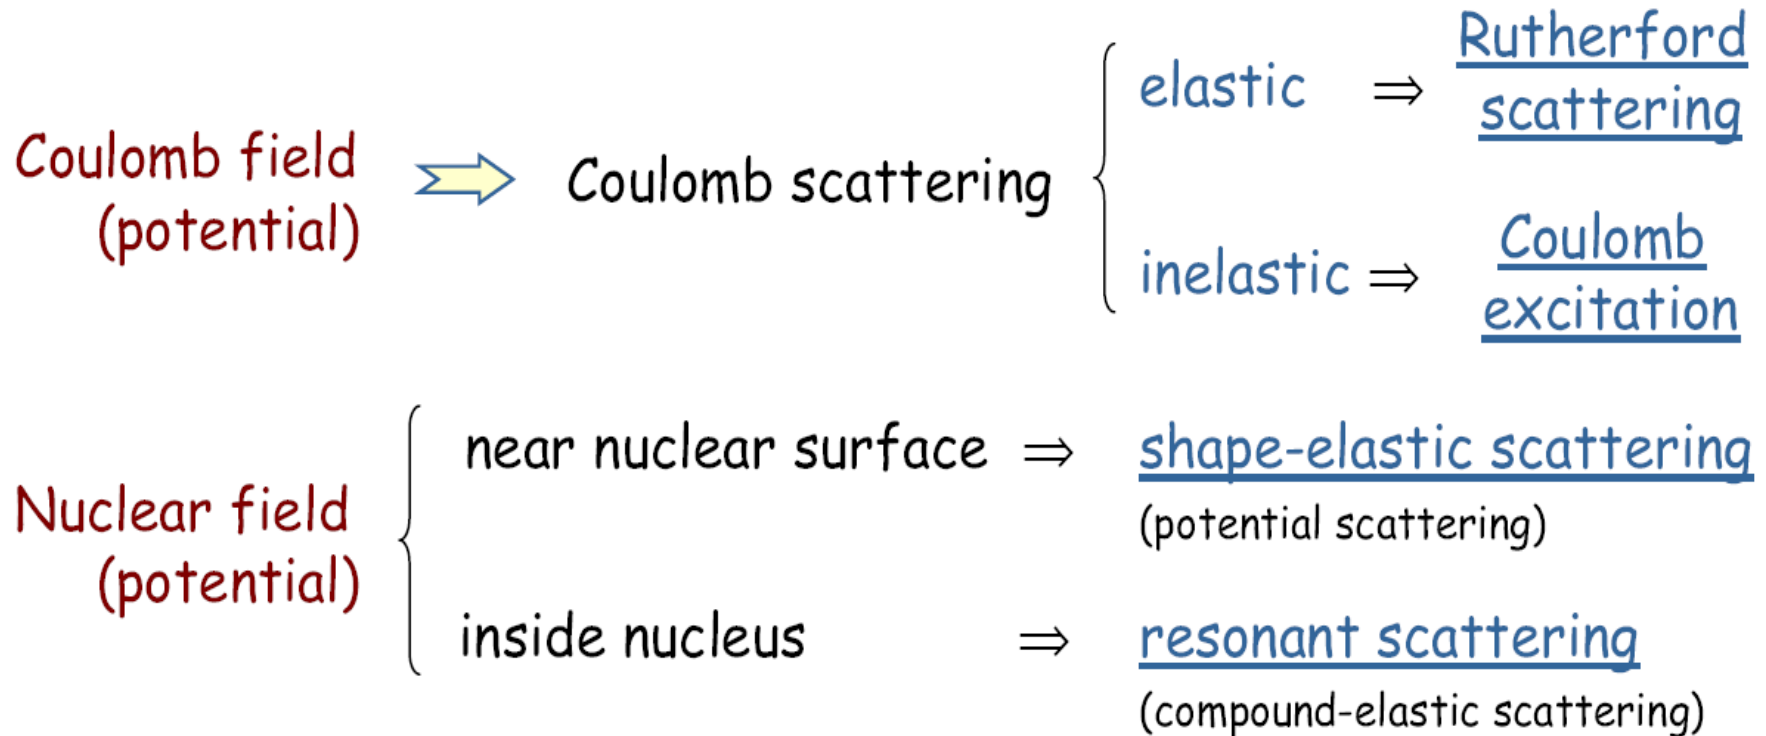 Coulomb field
(potential)
Coulomb scattering
elastic ⇒ Rutherford
scattering
inelastic ⇒ Coulomb
excitation
Nuclear field
(potential)
near nuclear surface ⇒ shape-elastic scattering
(potential scattering)
inside nucleus ⇒ resonant scattering
(compound-elastic scattering)